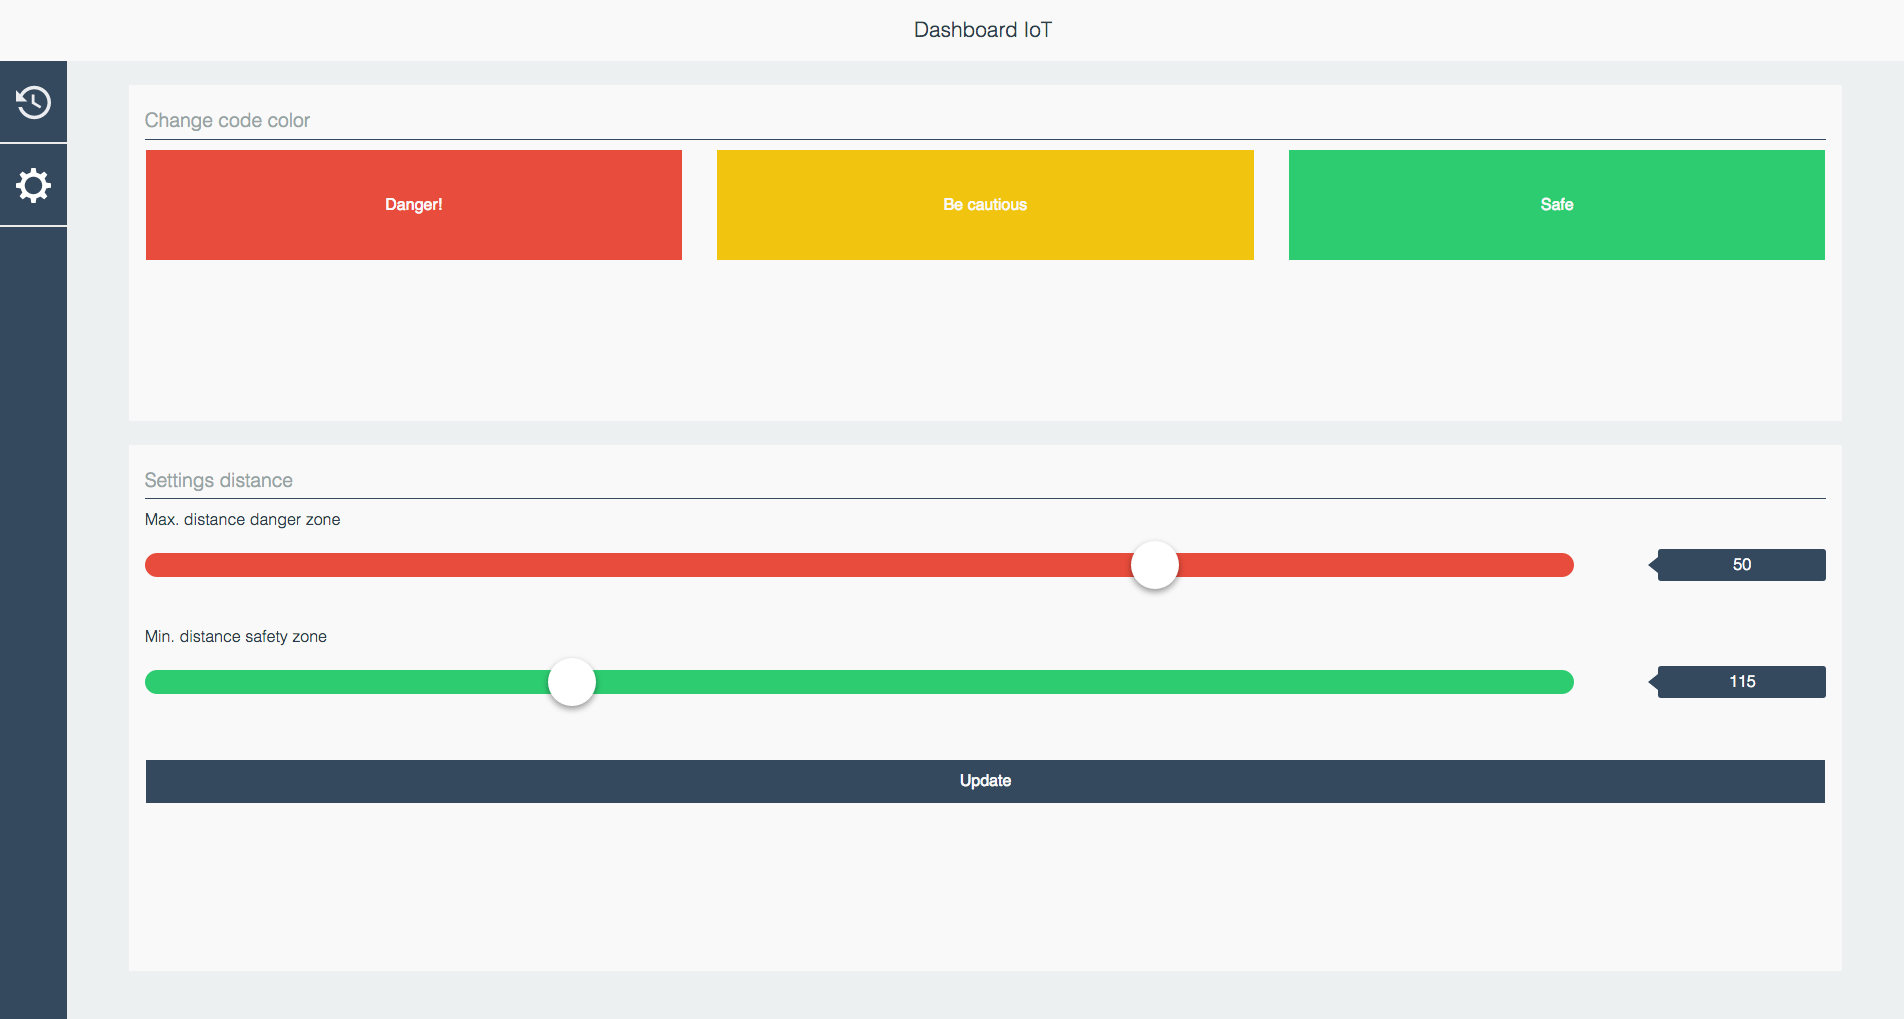 Dashboard IoT
Change code color
Danger!
Be cautious
Safe
Settings distance
Max. distance danger zone
50
Min. distance safety zone
115
Update